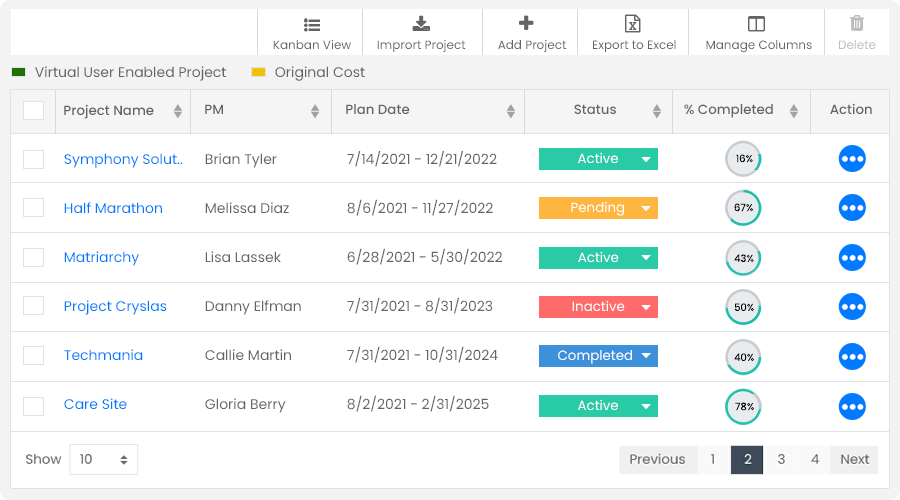 Kanban View Imprort Project Add Project Export to Excel Manage Columns Delete
Virtual User Enabled Project Original Cost
Project Name PM Plan Date Status % Completed Action
Symphony Solut.. Brian Tyler 7/14/2021 - 12/21/2022 Active 16%
Half Marathon Melissa Diaz 8/6/2021 - 11/27/2022 Pending 67%
Matriarchy Lisa Lassek 6/28/2021 - 5/30/2022 Active 43%
Project Cryslas Danny Elfman 7/31/2021 - 8/31/2023 Inactive 50%
Techmania Callie Martin 7/31/2021 - 10/31/2024 Completed 40%
Care Site Gloria Berry 8/2/2021 - 2/31/2025 Active 78%
Show 10 Previous 1 2 3 4 Next